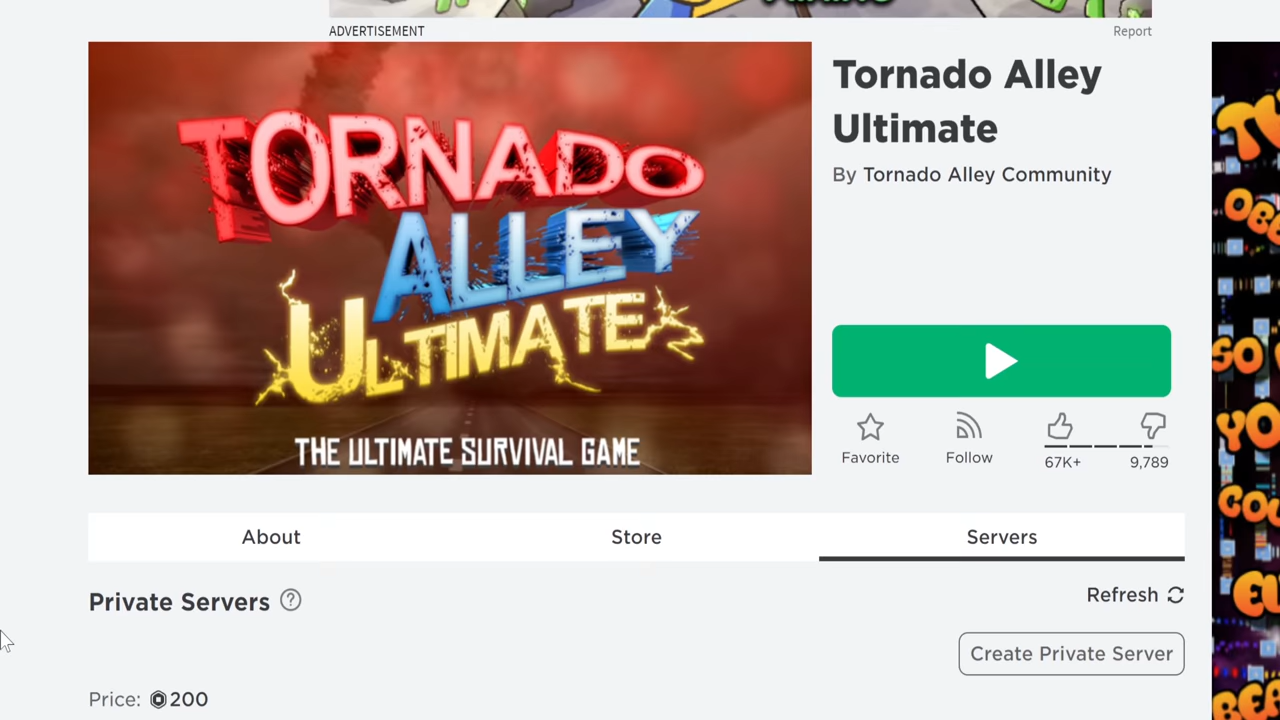 ADVERTISEMENT
Report
TORNADO
ALLEY
ULTIMATE
THE ULTIMATE SURVIVAL GAME
Tornado Alley
Ultimate
By Tornado Alley Community
Favorite
Follow
67K+
9,789
About
Store
Servers
Private Servers
?
Refresh
Create Private Server
Price: 200
SO